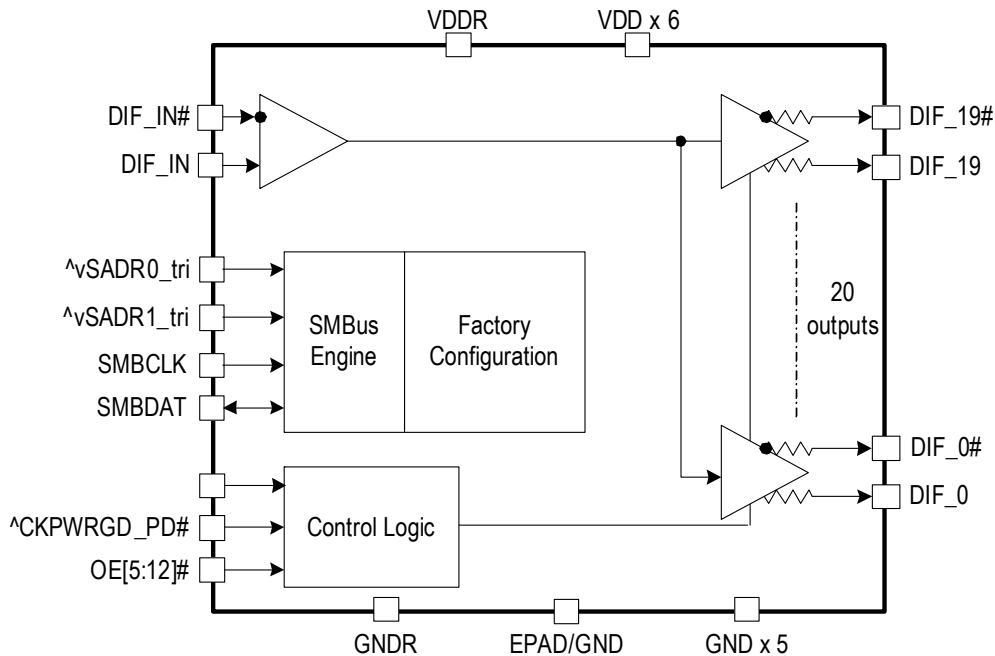 VDDR
VDD x 6
DIF_IN#
DIF_IN
DIF_19#
DIF_19
^vSADR0_tri
^vSADR1_tri
SMBCLK
SMBDAT
SMBus
Engine
Factory
Configuration
20
outputs
DIF_0#
DIF_0
^CKPWRGD_PD#
OE[5:12]#
Control Logic
GNDR
EPAD/GND
GND x 5